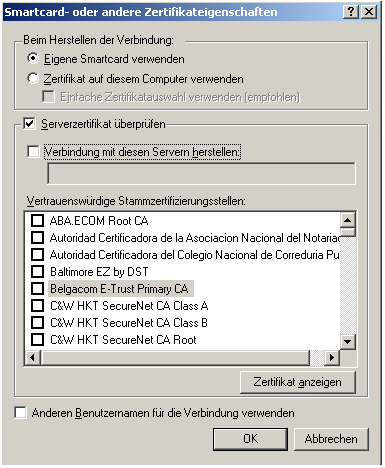 Smartcard- oder andere Zertifikateigenschaften
Beim Herstellen der Verbindung:
Eigene Smartcard verwenden
Zertifikat auf diesem Computer verwenden
Einfache Zertifikatauswahl verwenden (empfohlen)
Serverzertifikat überprüfen
Verbindung mit diesen Servern herstellen:
Vertrauenswürdige Stammzertifizierungsstellen:
ABA.ECOM Root CA
Autoridad Certificadora de la Asociacion Nacional del Notariad
Autoridad Certificadora del Colegio Nacional de Correduria Pu
Baltimore EZ by DST
Belgacom E-Trust Primary CA
C&W HKT SecureNet CA Class A
C&W HKT SecureNet CA Class B
C&W HKT SecureNet CA Root
Zertifikat anzeigen
Anderen Benutzernamen für die Verbindung verwenden
OK Abbrechen